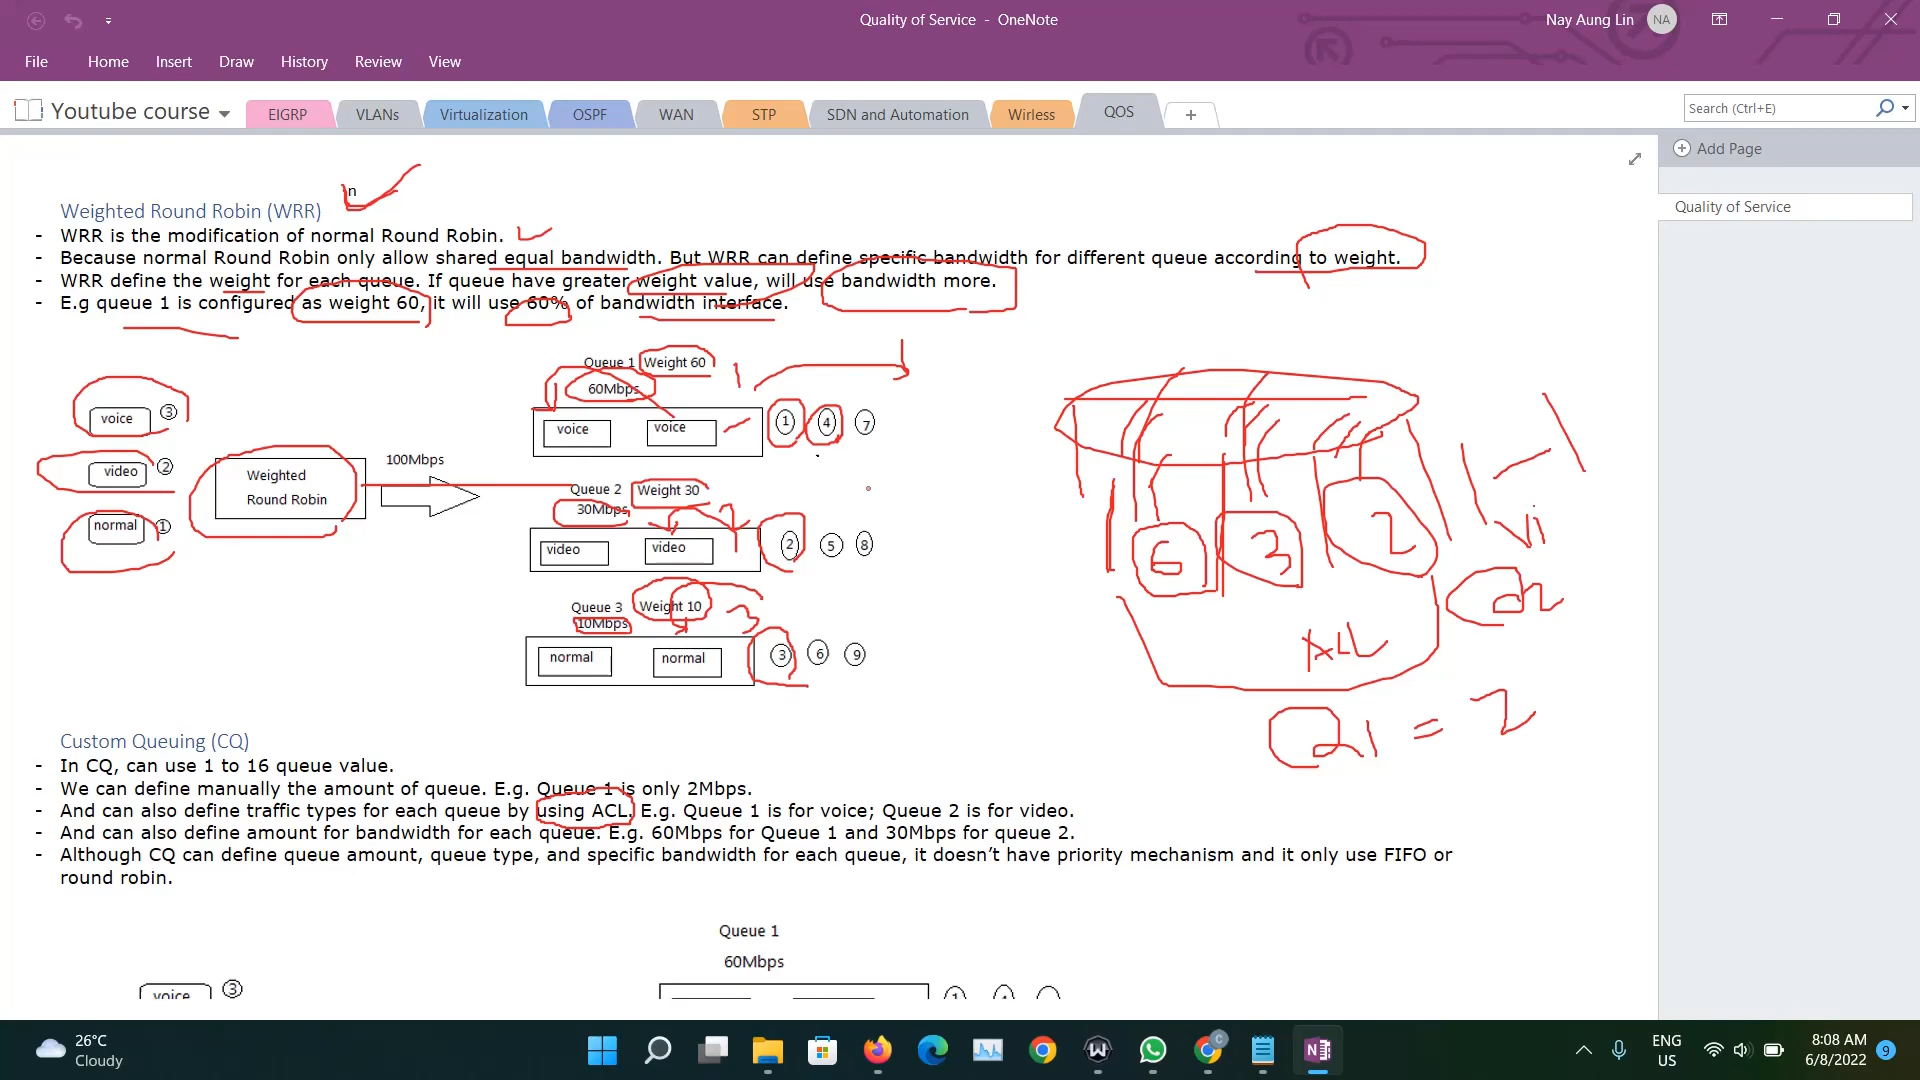 Quality of Service - OneNote
Nay Aung Lin NA
File Home Insert Draw History Review View
Youtube course EIGRP VLANs Virtualization OSPF WAN STP SDN and Automation Wirless QOS +
Search (Ctrl+E)
Add Page
Quality of Service
n
Weighted Round Robin (WRR)
- WRR is the modification of normal Round Robin.
- Because normal Round Robin only allow shared equal bandwidth. But WRR can define specific bandwidth for different queue according to weight.
- WRR define the weight for each queue. If queue have greater weight value, will use bandwidth more.
- E.g queue 1 is configured as weight 60, it will use 60% of bandwidth interface.
Queue 1 Weight 60
60Mbps
voice 3
voice voice 1 4 7
video 2
Weighted
Round Robin
100Mbps
Queue 2 Weight 30
30Mbps
normal 1
video video 2 5 8
Queue 3 Weight 10
10Mbps
normal normal 3 6 9
6 3 2
Vi
Q2
Q1 = 2
Custom Queuing (CQ)
- In CQ, can use 1 to 16 queue value.
- We can define manually the amount of queue. E.g. Queue 1 is only 2Mbps.
- And can also define traffic types for each queue by using ACL. E.g. Queue 1 is for voice; Queue 2 is for video.
- And can also define amount for bandwidth for each queue. E.g. 60Mbps for Queue 1 and 30Mbps for queue 2.
- Although CQ can define queue amount, queue type, and specific bandwidth for each queue, it doesn't have priority mechanism and it only use FIFO or
round robin.
Queue 1
60Mbps
voice 3
1 4
26°C
Cloudy
ENG
US
8:08 AM
6/8/2022
9